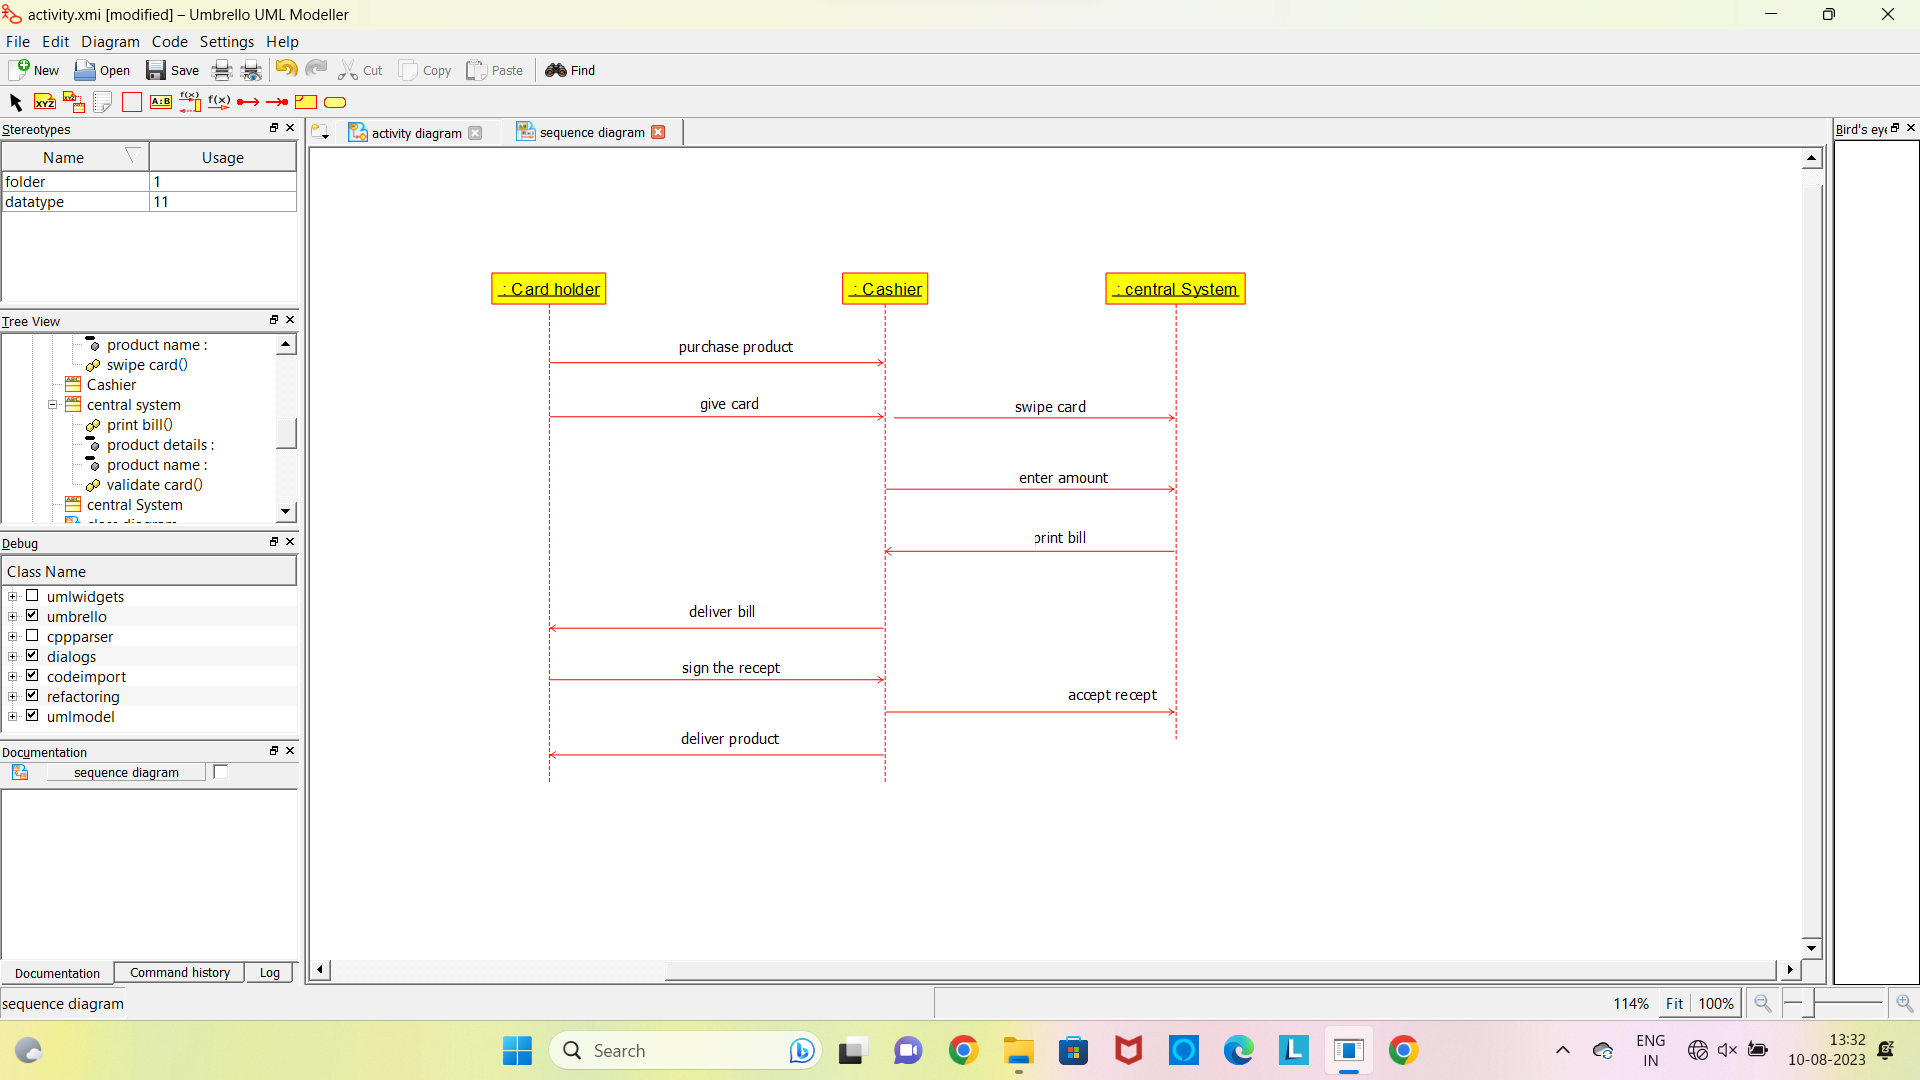 activity.xmi [modified] – Umbrello UML Modeller
File Edit Diagram Code Settings Help
New Open Save Cut Copy Paste Find
XYZ XYZ A:B f(x) f(x)
Stereotypes
Name Usage
folder 1
datatype 11
Tree View
product name :
swipe card()
Cashier
central system
print bill()
product details :
product name :
validate card()
central System
class diagram
Debug
Class Name
umlwidgets
umbrello
cppparser
dialogs
codeimport
refactoring
umlmodel
Documentation
sequence diagram
Documentation Command history Log
activity diagram sequence diagram
: Card holder : Cashier : central System
purchase product
give card
swipe card
enter amount
print bill
deliver bill
sign the recept
accept recept
deliver product
Bird's eye
sequence diagram
114% Fit 100%
Search
ENG
IN
13:32
10-08-2023